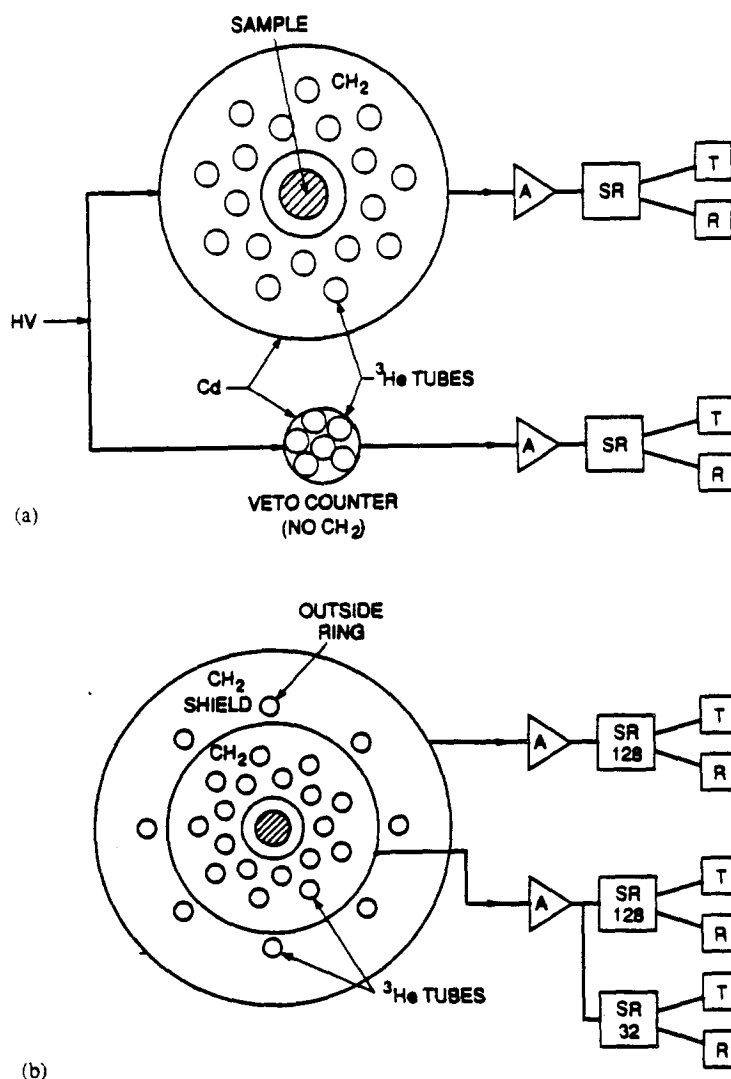 SAMPLE
CH2
A
SR
T
R
HV
Cd
3He TUBES
A
SR
T
R
VETO COUNTER
(NO CH2)
(a)
OUTSIDE
RING
CH2
SHIELD
CH2
A
SR
128
T
R
A
SR
128
T
R
SR
32
T
R
3He TUBES
(b)